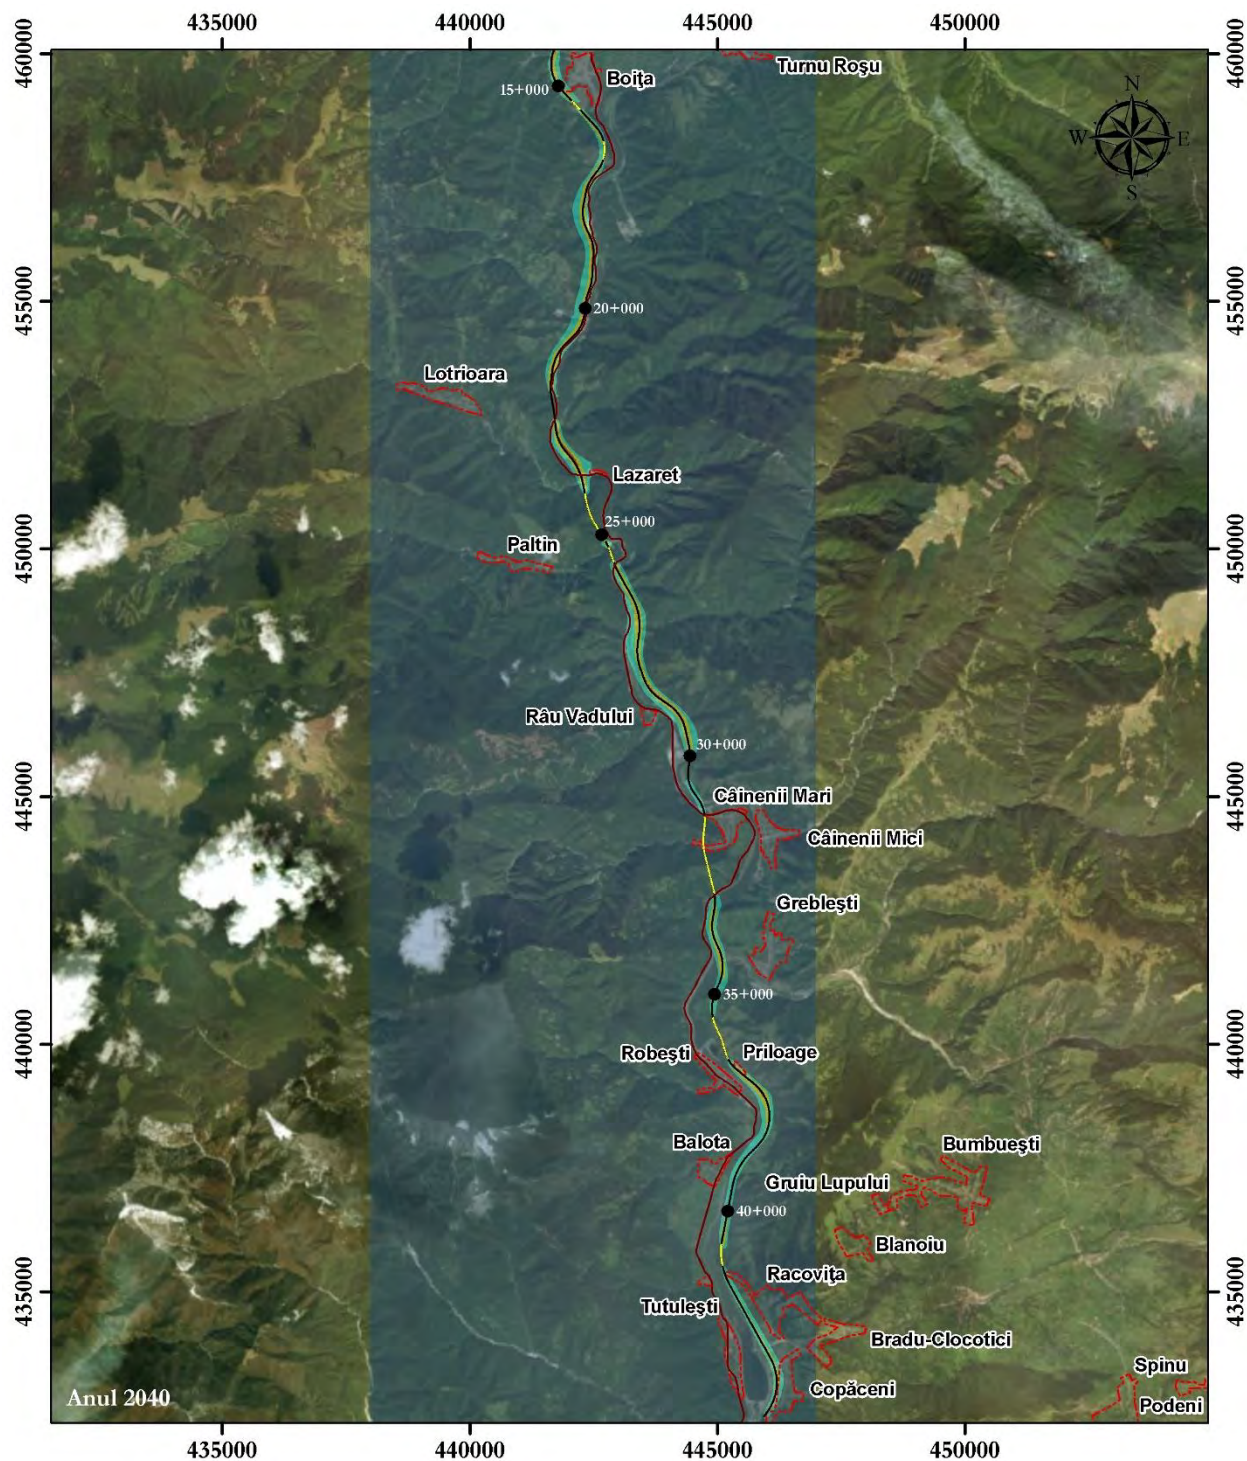 435000 440000 445000 450000
460000 460000
Turnu Roşu
Boiţa
15+000
N
W E
S
455000 455000
20+000
Lotrioara
Lazaret
25+000
450000 450000
Paltin
Râu Vadului
30+000
445000 445000
Câinenii Mari
Câinenii Mici
Greblești
35+000
440000 440000
Robeşti
Priloage
Balota
Bumbueşti
Gruiu Lupului
40+000
Blanoiu
Racoviţa
435000 435000
Tutuleşti
Bradu-Clocotici
Spinu
Copăceni
Podeni
Anul 2040
435000 440000 445000 450000